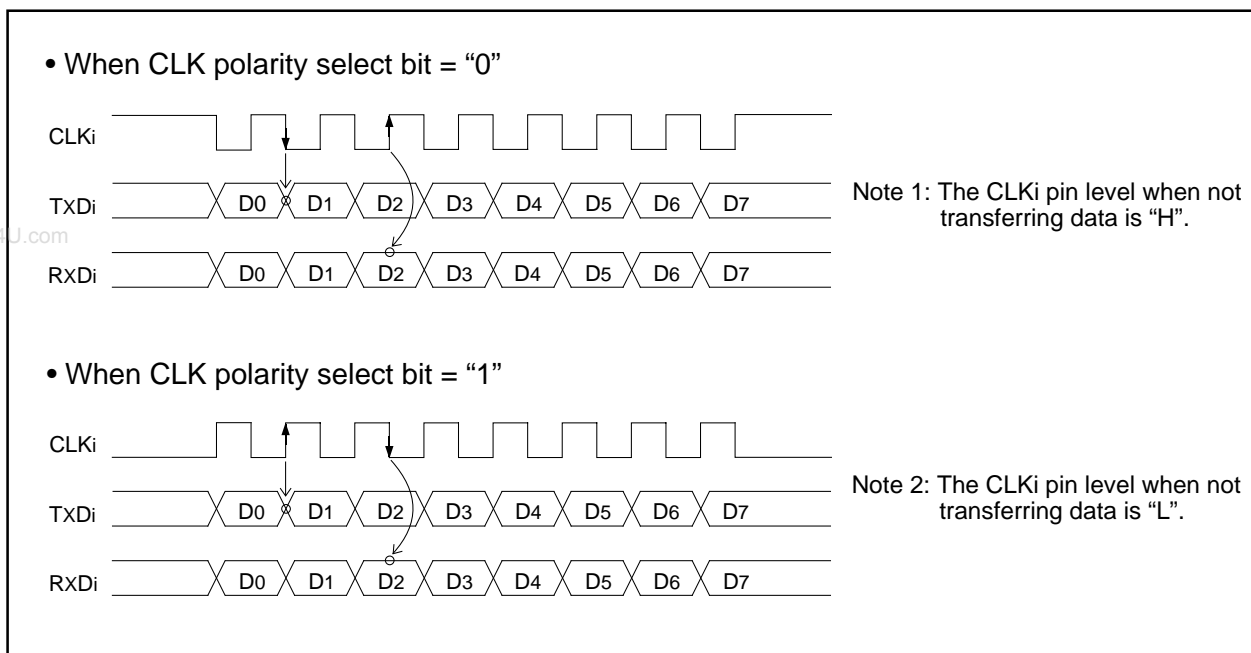 • When CLK polarity select bit = “0”
CLKi
TXDi D0 D1 D2 D3 D4 D5 D6 D7
RXDi D0 D1 D2 D3 D4 D5 D6 D7
Note 1: The CLKi pin level when not
transferring data is “H”.
4U.com
• When CLK polarity select bit = “1”
CLKi
TXDi D0 D1 D2 D3 D4 D5 D6 D7
RXDi D0 D1 D2 D3 D4 D5 D6 D7
Note 2: The CLKi pin level when not
transferring data is “L”.